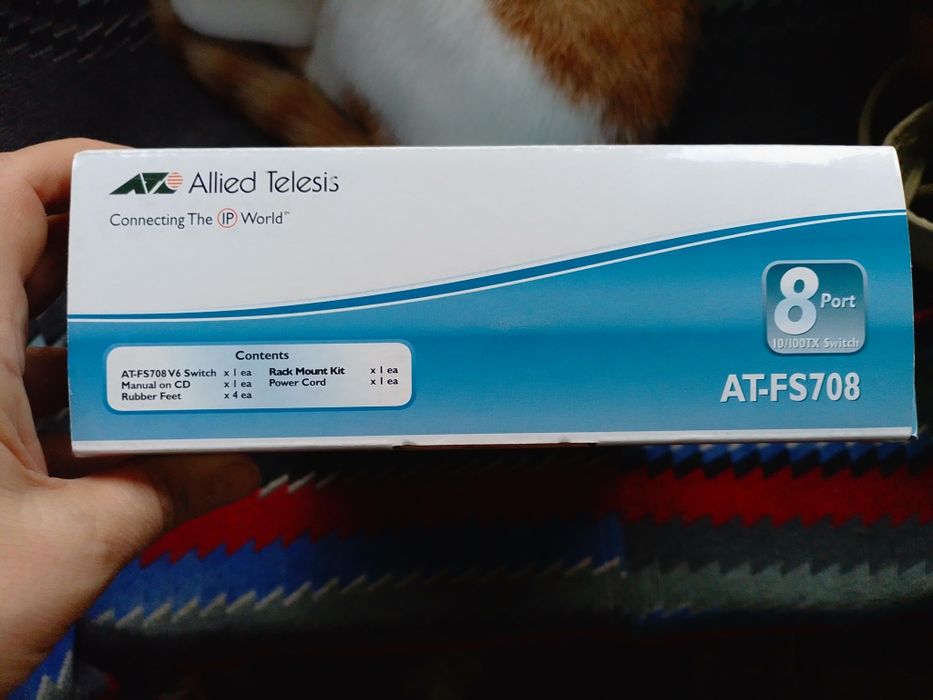 Allied Telesis
Connecting The IP World™
8 Port
10/100TX Switch
AT-FS708
Contents
AT-FS708 V6 Switch x 1 ea Rack Mount Kit x 1 ea
Manual on CD x 1 ea Power Cord x 1 ea
Rubber Feet x 4 ea